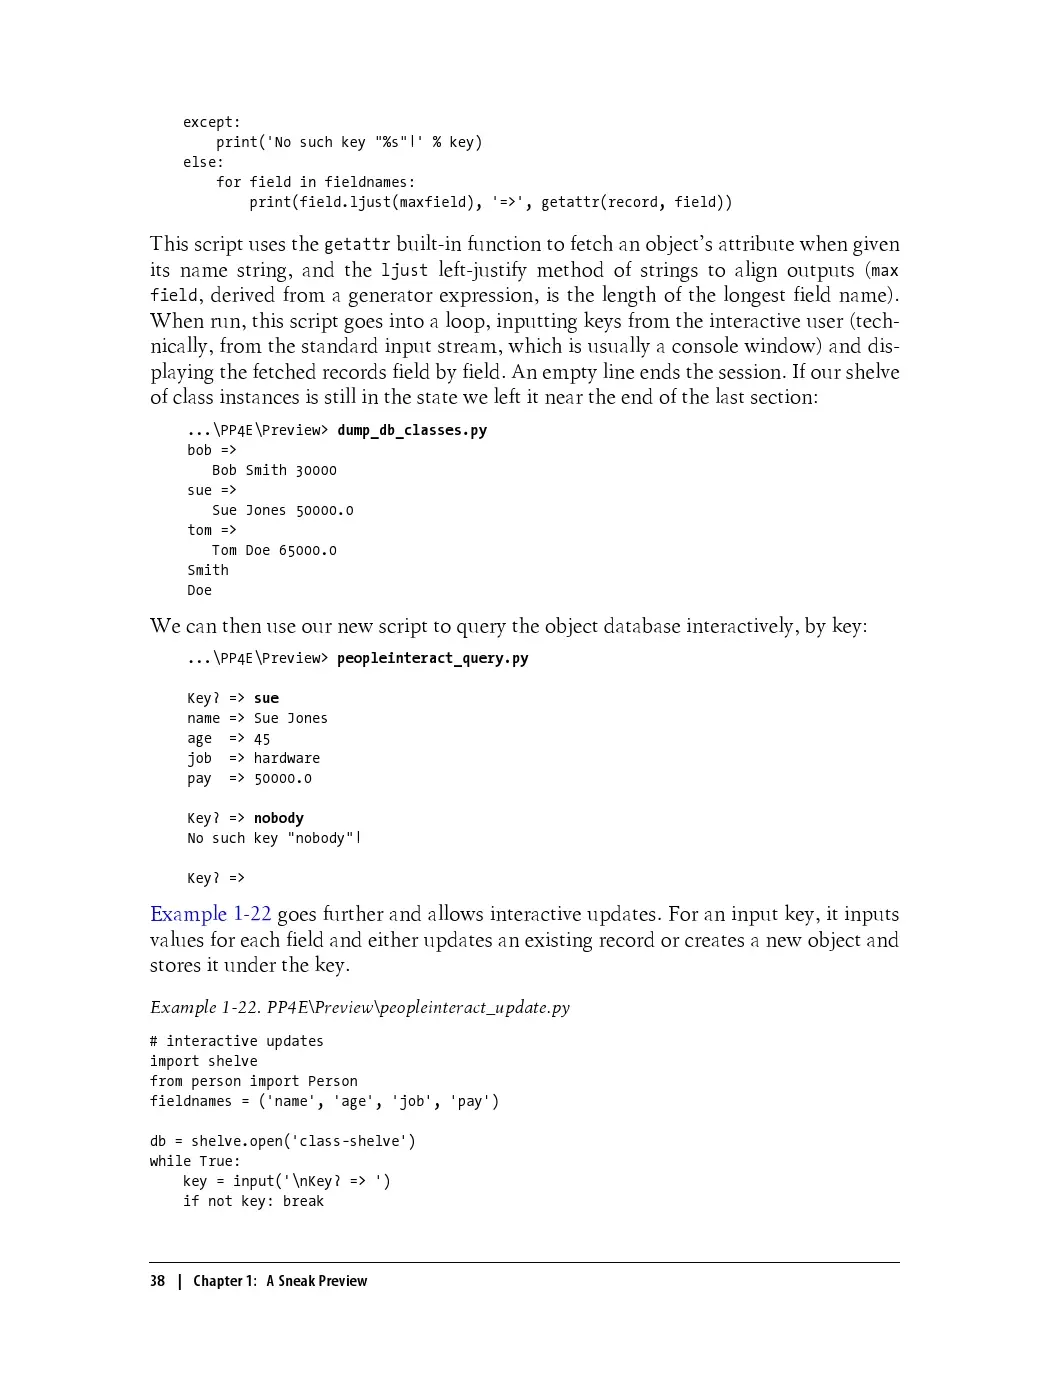 except:
print('No such key "%s"!' % key)
else:
for field in fieldnames:
print(field.ljust(maxfield), '=>', getattr(record, field))
This script uses the getattr built-in function to fetch an object's attribute when given
its name string, and the ljust left-justify method of strings to align outputs (max
field, derived from a generator expression, is the length of the longest field name).
When run, this script goes into a loop, inputting keys from the interactive user (tech-
nically, from the standard input stream, which is usually a console window) and dis-
playing the fetched records field by field. An empty line ends the session. If our shelve
of class instances is still in the state we left it near the end of the last section:
...\PP4E\Preview> dump_db_classes.py
bob =>
Bob Smith 30000
sue =>
Sue Jones 50000.0
tom =>
Tom Doe 65000.0
Smith
Doe
We can then use our new script to query the object database interactively, by key:
...\PP4E\Preview> peopleinteract_query.py
Key? => sue
name => Sue Jones
age => 45
job => hardware
pay => 50000.0
Key? => nobody
No such key "nobody"!
Key? =>
Example 1-22 goes further and allows interactive updates. For an input key, it inputs
values for each field and either updates an existing record or creates a new object and
stores it under the key.
Example 1-22. PP4E\Preview\peopleinteract_update.py
# interactive updates
import shelve
from person import Person
fieldnames = ('name', 'age', 'job', 'pay')
db = shelve.open('class-shelve')
while True:
key = input('\nKey? => ')
if not key: break
38 | Chapter 1: A Sneak Preview